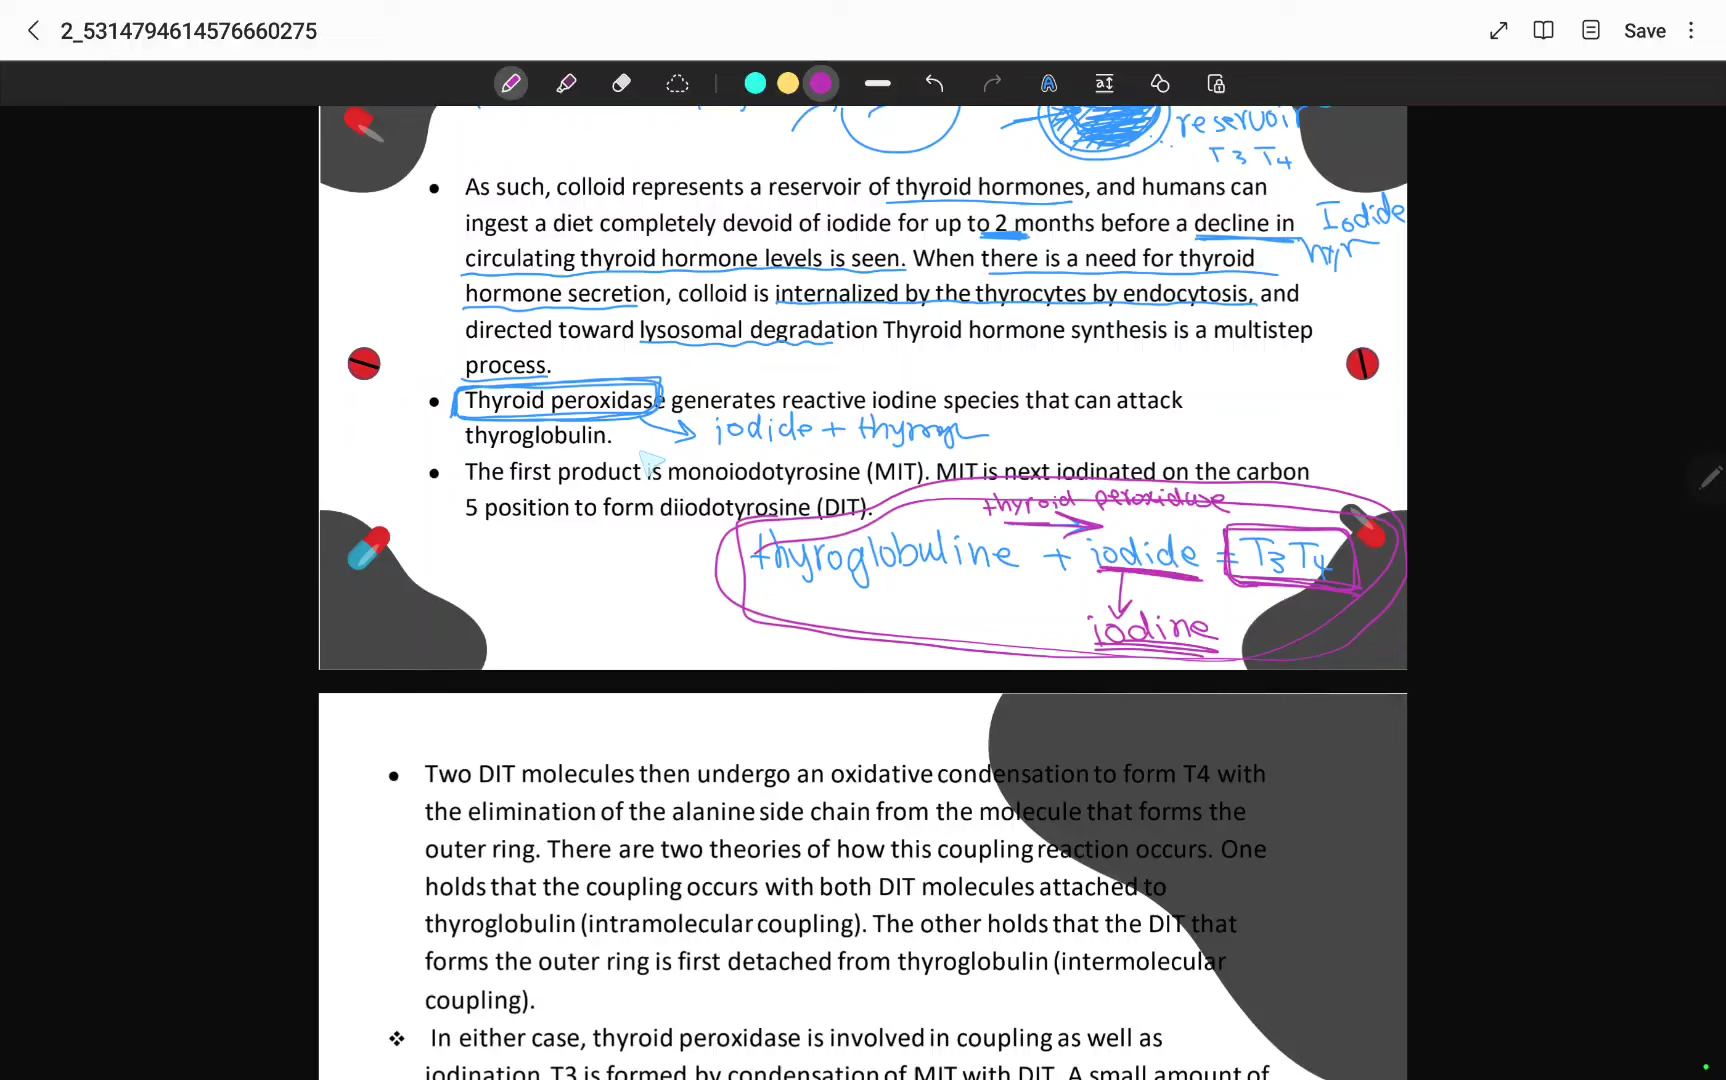 2_5314794614576660275
Save
reservoir
T3 T4
As such, colloid represents a reservoir of thyroid hormones, and humans can
ingest a diet completely devoid of iodide for up to 2 months before a decline in
Iodide
circulating thyroid hormone levels is seen. When there is a need for thyroid
hormone secretion, colloid is internalized by the thyrocytes by endocytosis, and
directed toward lysosomal degradation Thyroid hormone synthesis is a multistep
process.
Thyroid peroxidase generates reactive iodine species that can attack
thyroglobulin.
iodide +
The first product is monoiodotyrosine (MIT). MIT is next iodinated on the carbon
5 position to form diiodotyrosine (DIT).
thyroid peroxidase
thyroglobuline + iodide = T3 T4
iodine
Two DIT molecules then undergo an oxidative condensation to form T4 with
the elimination of the alanine side chain from the molecule that forms the
outer ring. There are two theories of how this coupling reaction occurs. One
holds that the coupling occurs with both DIT molecules attached to
thyroglobulin (intramolecular coupling). The other holds that the DIT that
forms the outer ring is first detached from thyroglobulin (intermolecular
coupling).
In either case, thyroid peroxidase is involved in coupling as well as
iodination. T3 is formed by condensation of MIT with DIT. A small amount of